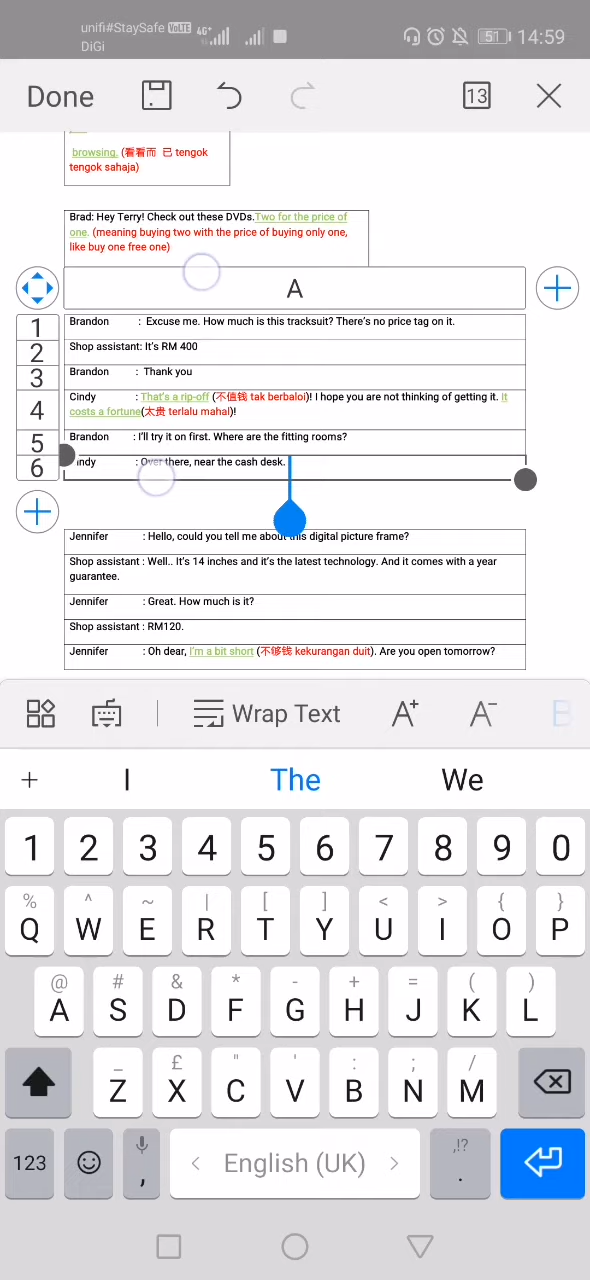 unifi#StaySafe VoLTE 4G+
DiGi
51 14:59
Done
13
browsing. (看看而 已 tengok
tengok sahaja)
Brad: Hey Terry! Check out these DVDs.Two for the price of
one. (meaning buying two with the price of buying only one,
like buy one free one)
A
1 Brandon : Excuse me. How much is this tracksuit? There's no price tag on it.
2 Shop assistant: It's RM 400
3 Brandon : Thank you
4 Cindy : That's a rip-off (不值钱 tak berbaloi)! I hope you are not thinking of getting it. It
costs a fortune(太贵 terlalu mahal)!
5 Brandon : I'll try it on first. Where are the fitting rooms?
6 indy : Over there, near the cash desk.
Jennifer : Hello, could you tell me about this digital picture frame?
Shop assistant : Well.. It's 14 inches and it's the latest technology. And it comes with a year
guarantee.
Jennifer : Great. How much is it?
Shop assistant : RM120.
Jennifer : Oh dear, I'm a bit short (不够钱 kekurangan duit). Are you open tomorrow?
Wrap Text A+ A- B
+ I The We
1 2 3 4 5 6 7 8 9 0
% ^ ~ | [ ] < > { }
Q W E R T Y U I O P
@ # & * - + = ( )
A S D F G H J K L
_ £ " ' : ; /
Z X C V B N M
,!?
123 , < English (UK) > .